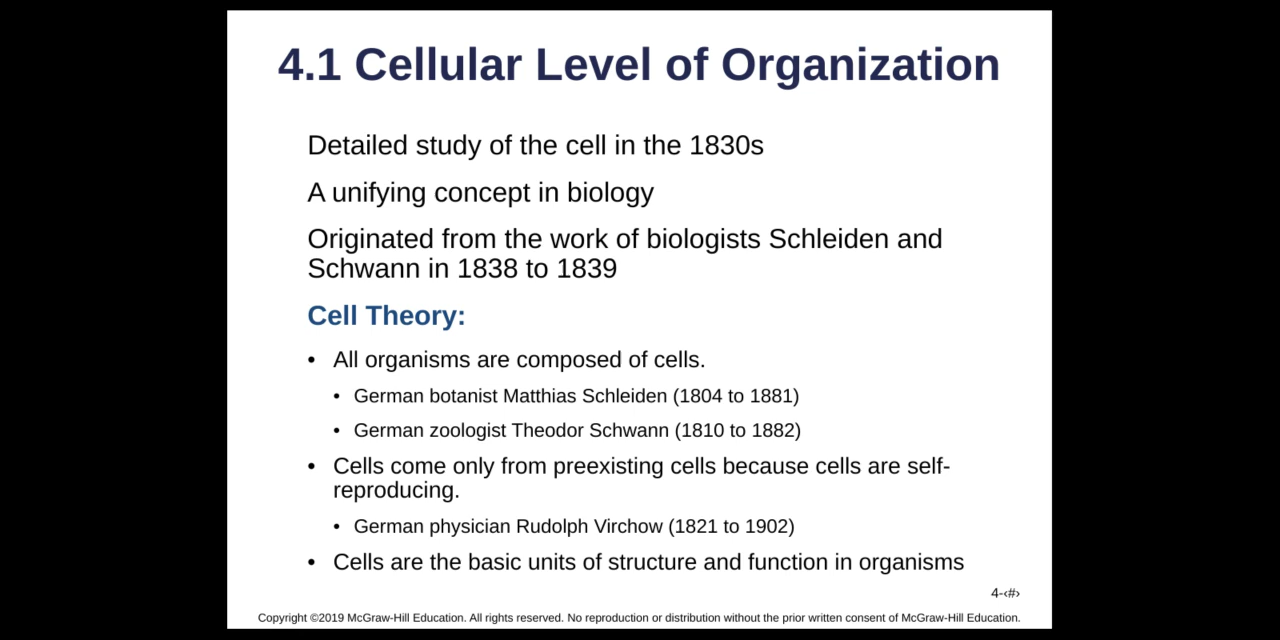 4.1 Cellular Level of Organization
Detailed study of the cell in the 1830s
A unifying concept in biology
Originated from the work of biologists Schleiden and
Schwann in 1838 to 1839
Cell Theory:
• All organisms are composed of cells.
• German botanist Matthias Schleiden (1804 to 1881)
• German zoologist Theodor Schwann (1810 to 1882)
• Cells come only from preexisting cells because cells are self-
reproducing.
• German physician Rudolph Virchow (1821 to 1902)
• Cells are the basic units of structure and function in organisms
4-‹#›
Copyright ©2019 McGraw-Hill Education. All rights reserved. No reproduction or distribution without the prior written consent of McGraw-Hill Education.